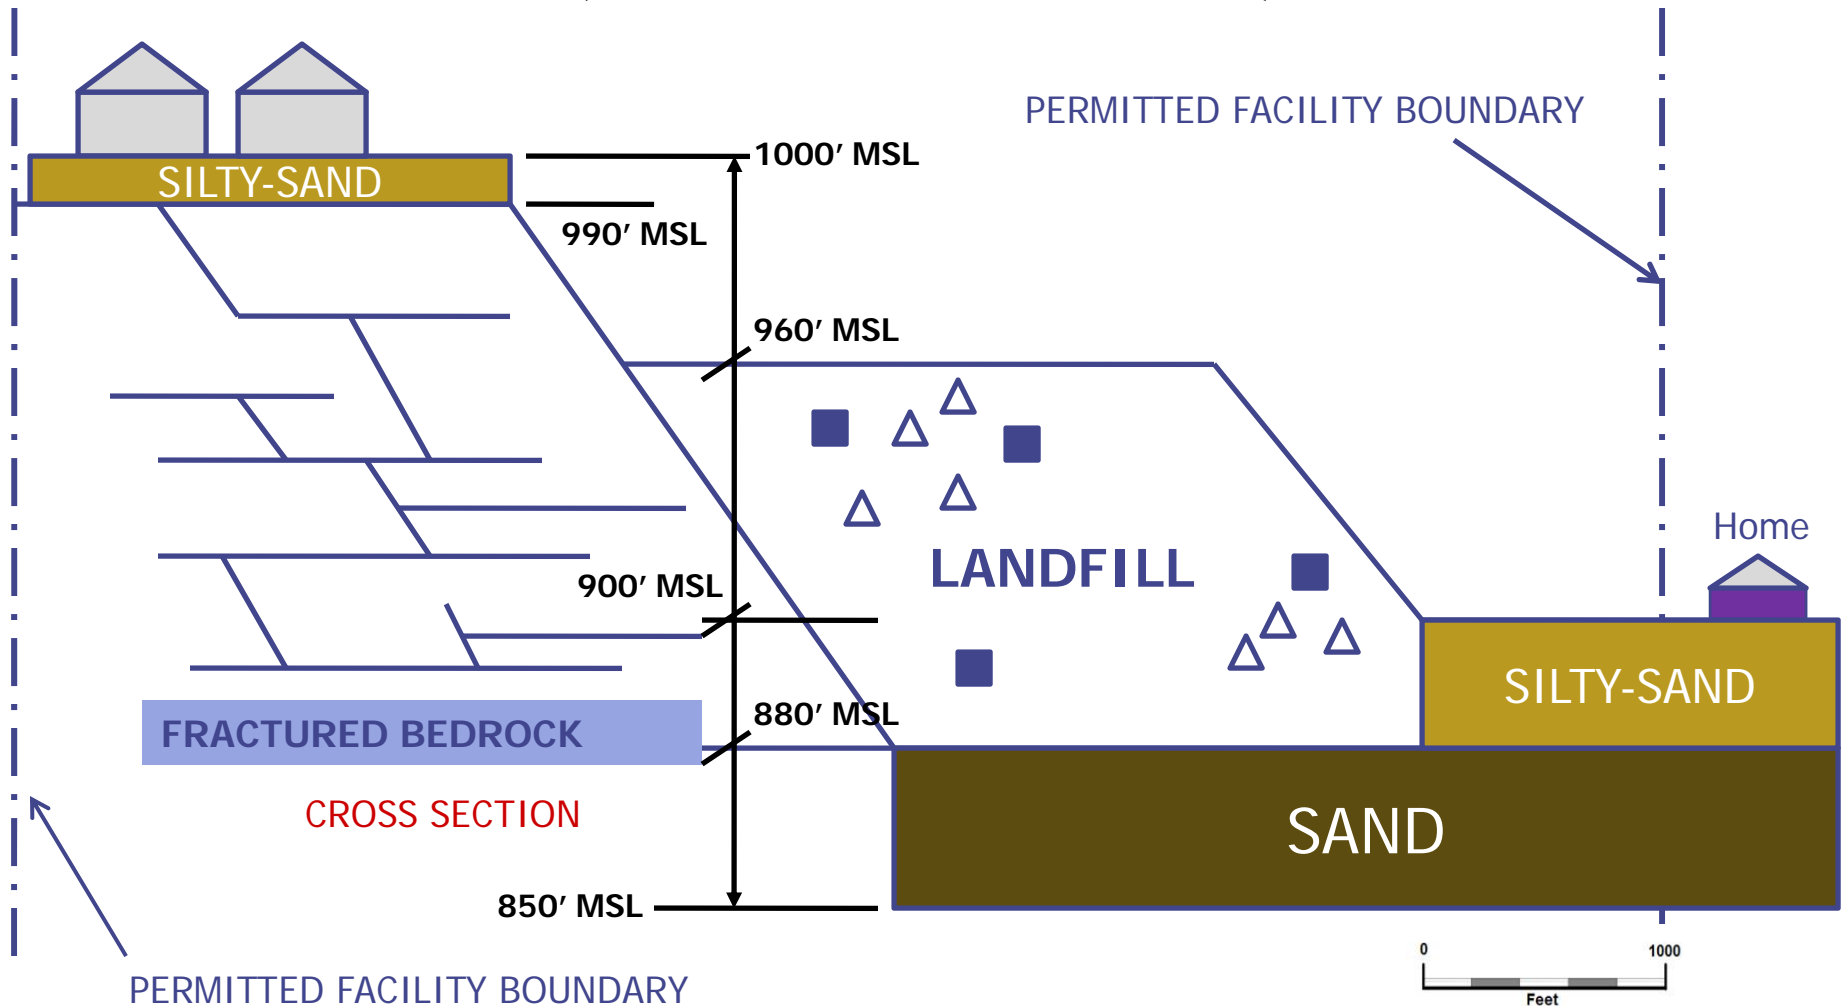 PERMITTED FACILITY BOUNDARY
1000’ MSL
SILTY-SAND
990’ MSL
960’ MSL
Home
LANDFILL
900’ MSL
SILTY-SAND
880’ MSL
FRACTURED BEDROCK
CROSS SECTION
SAND
850’ MSL
0 1000
Feet
PERMITTED FACILITY BOUNDARY